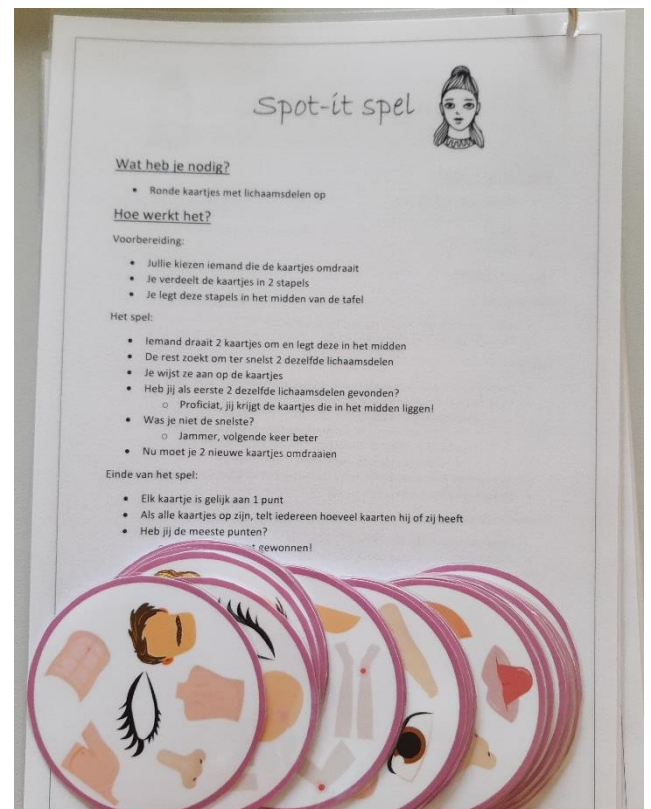 Spot-it spel
Wat heb je nodig?
• Ronde kaartjes met lichaamsdelen op
Hoe werkt het?
Voorbereiding:
• Jullie kiezen iemand die de kaartjes omdraait
• Je verdeelt de kaartjes in 2 stapels
• Je legt deze stapels in het midden van de tafel
Het spel:
• Iemand draait 2 kaartjes om en legt deze in het midden
• De rest zoekt om ter snelst 2 dezelfde lichaamsdelen
• Je wijst ze aan op de kaartjes
• Heb jij als eerste 2 dezelfde lichaamsdelen gevonden?
o Proficiat, jij krijgt de kaartjes die in het midden liggen!
• Was je niet de snelste?
o Jammer, volgende keer beter
• Nu moet je 2 nieuwe kaartjes omdraaien
Einde van het spel:
• Elk kaartje is gelijk aan 1 punt
• Als alle kaartjes op zijn, telt iedereen hoeveel kaarten hij of zij heeft
• Heb jij de meeste punten?
gewonnen!